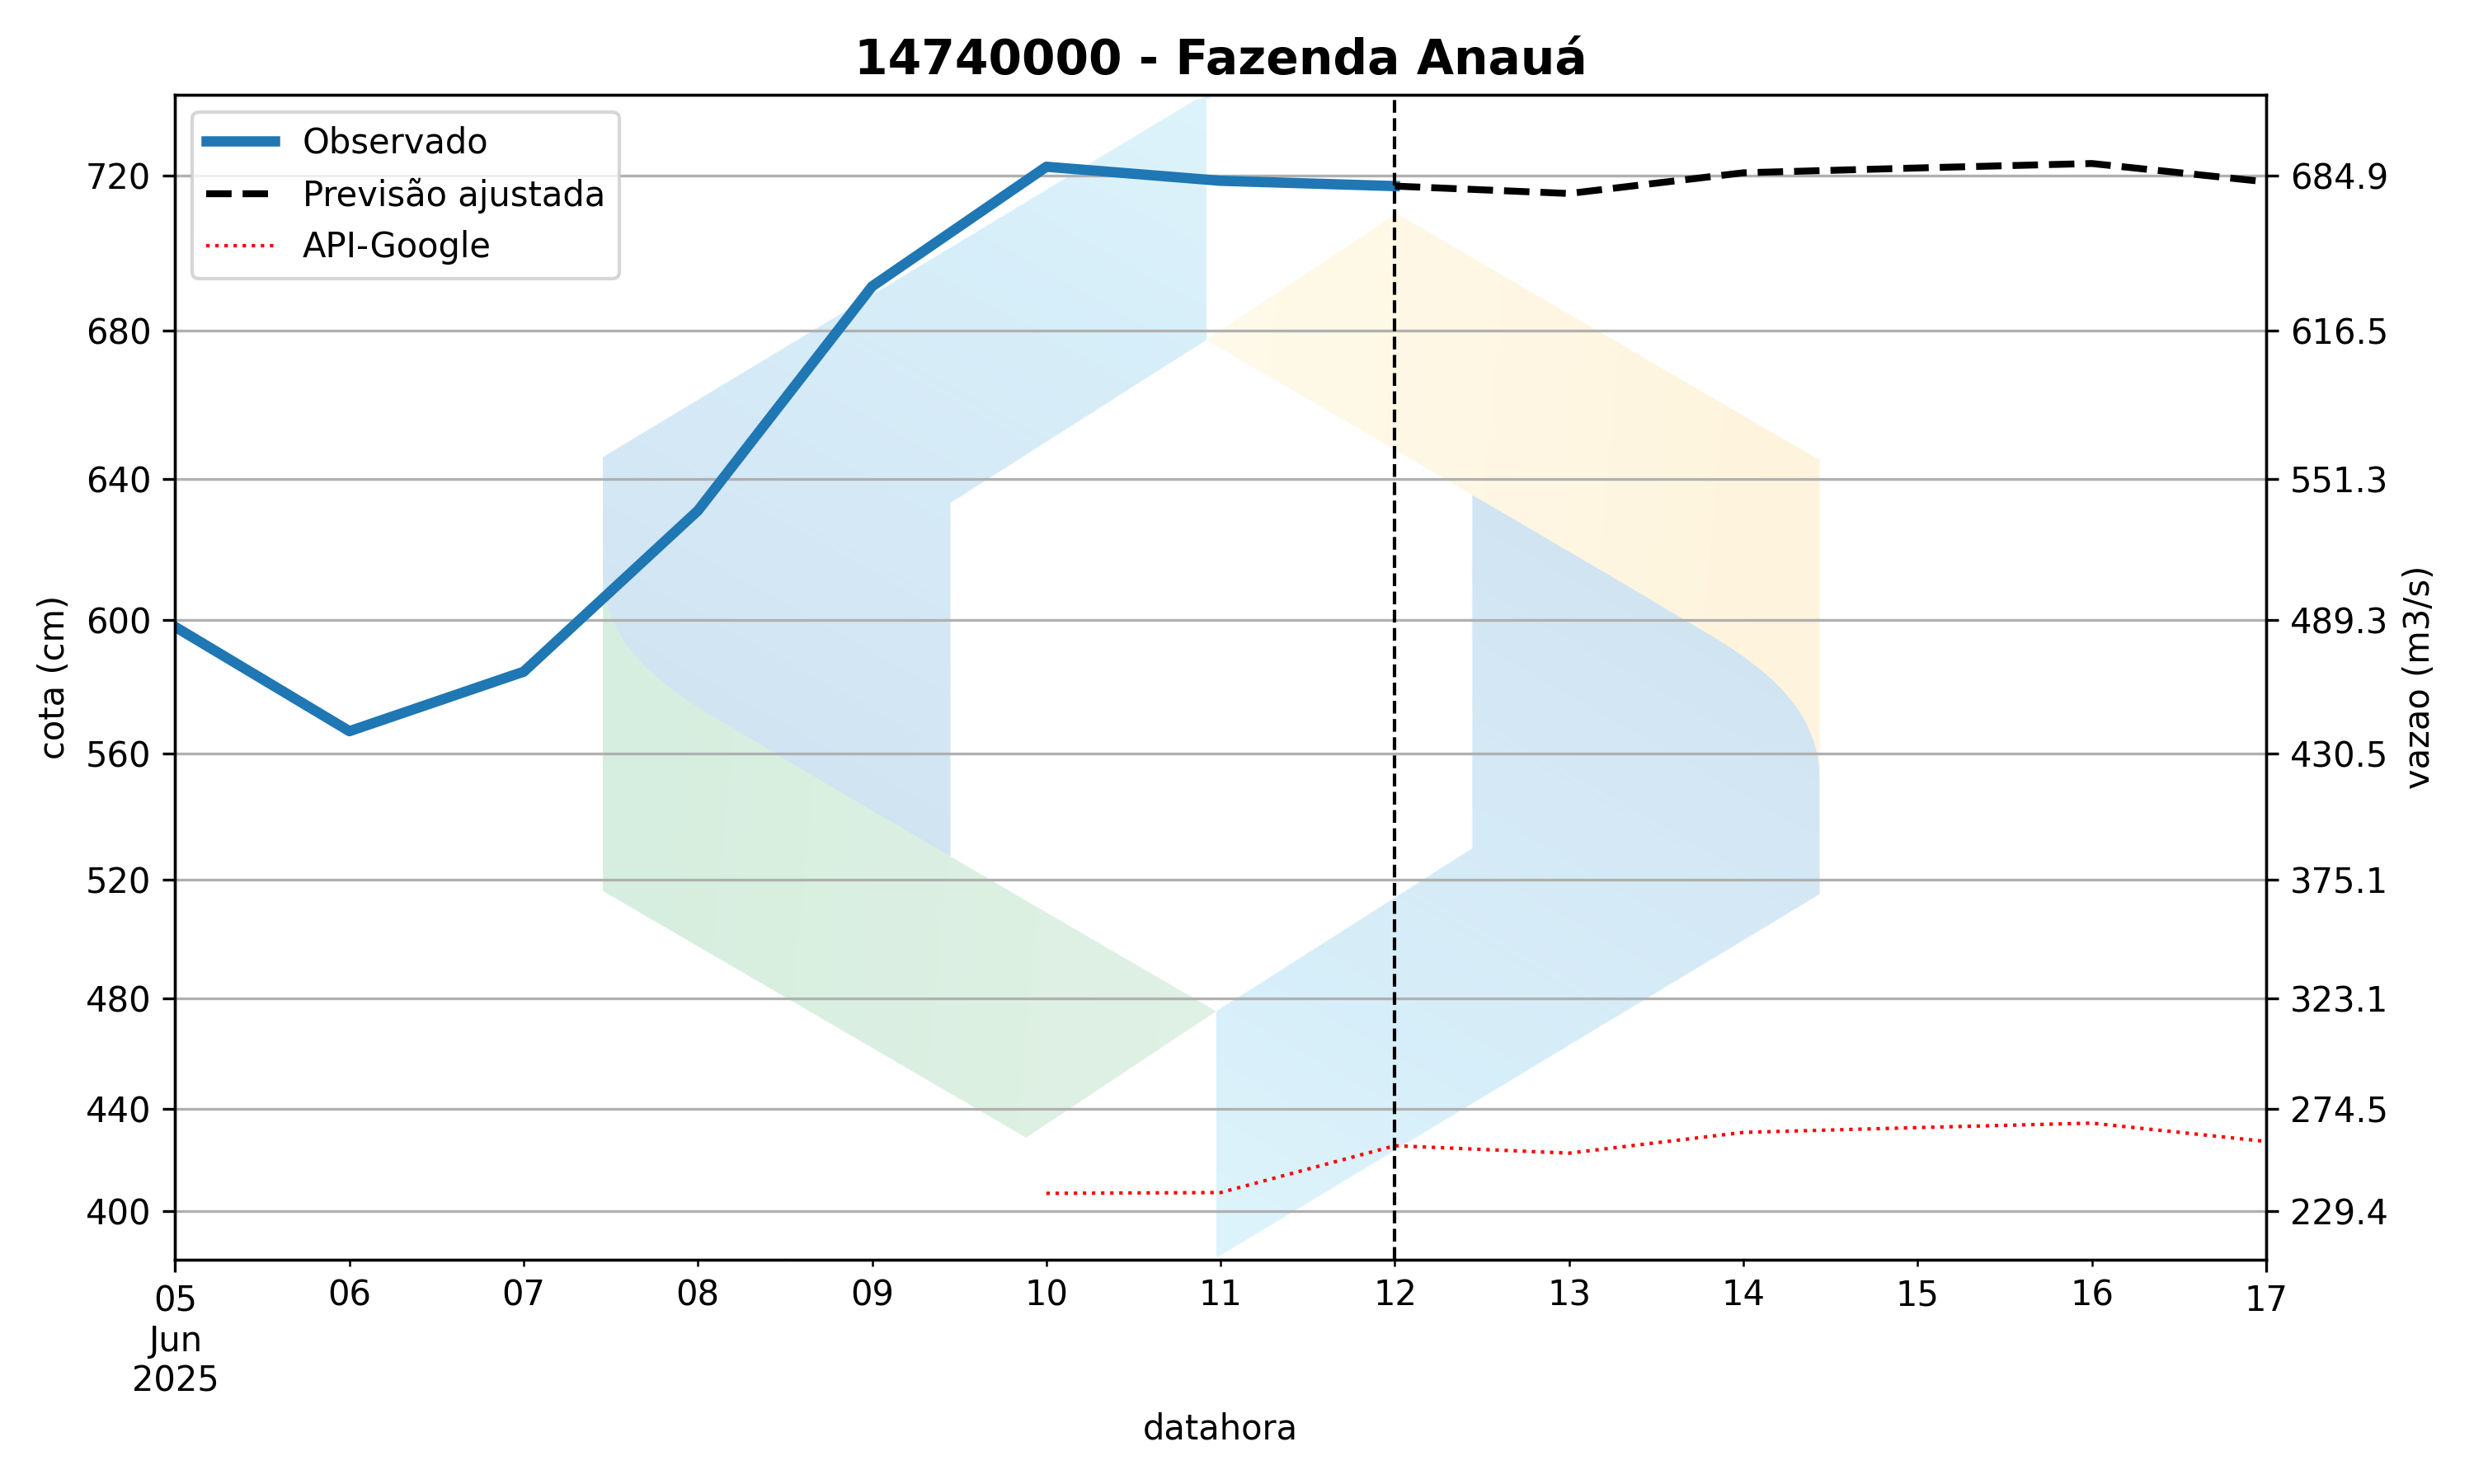 14740000 - Fazenda Anauá
Observado
Previsão ajustada
API-Google
720
680
640
600
560
520
480
440
400
cota (cm)
684.9
616.5
551.3
489.3
430.5
375.1
323.1
274.5
229.4
vazao (m3/s)
05 06 07 08 09 10 11 12 13 14 15 16 17
Jun
2025
datahora